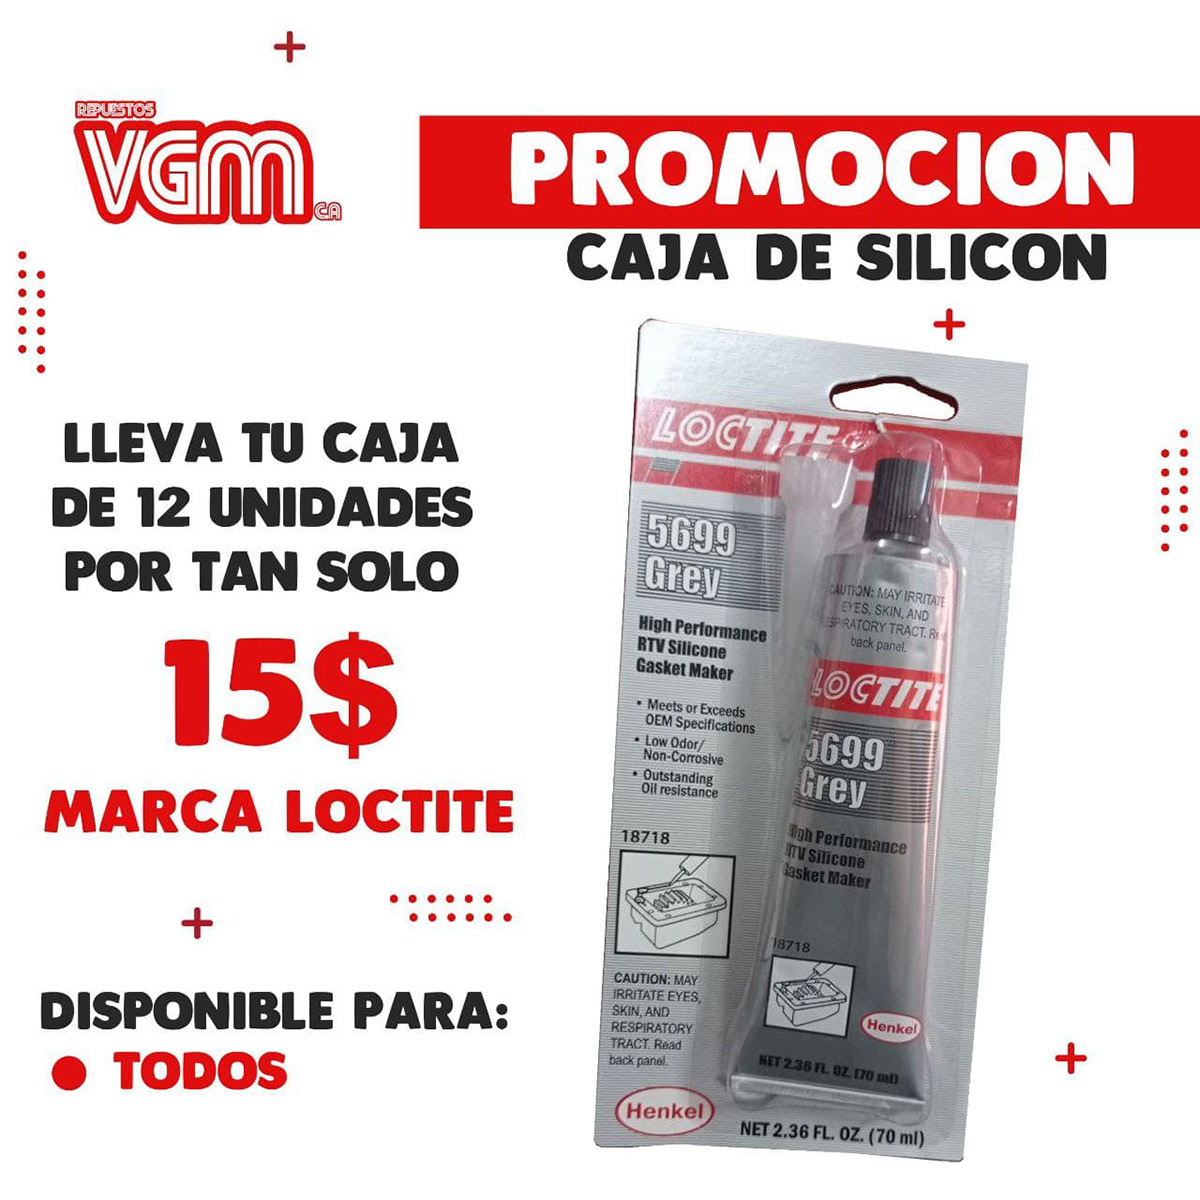 REPUESTOS
VGM
CA
PROMOCION
CAJA DE SILICON
LLEVA TU CAJA
DE 12 UNIDADES
POR TAN SOLO
15$
MARCA LOCTITE
DISPONIBLE PARA:
TODOS
LOCTITE
5699
Grey
High Performance
RTV Silicone
Gasket Maker
• Meets or Exceeds
OEM Specifications
• Low Odor/
Non-Corrosive
• Outstanding
Oil resistance
18718
CAUTION: MAY
IRRITATE EYES,
SKIN, AND
RESPIRATORY
TRACT. Read
back panel.
Henkel
NET 2.36 FL. OZ. (70 ml)
CAUTION: MAY IRRITATE
EYES, SKIN, AND
RESPIRATORY TRACT. Read
back panel.
LOCTITE
5699
Grey
High Performance
RTV Silicone
Gasket Maker
18718
Henkel
NET 2.36 FL. OZ. (70 ml)